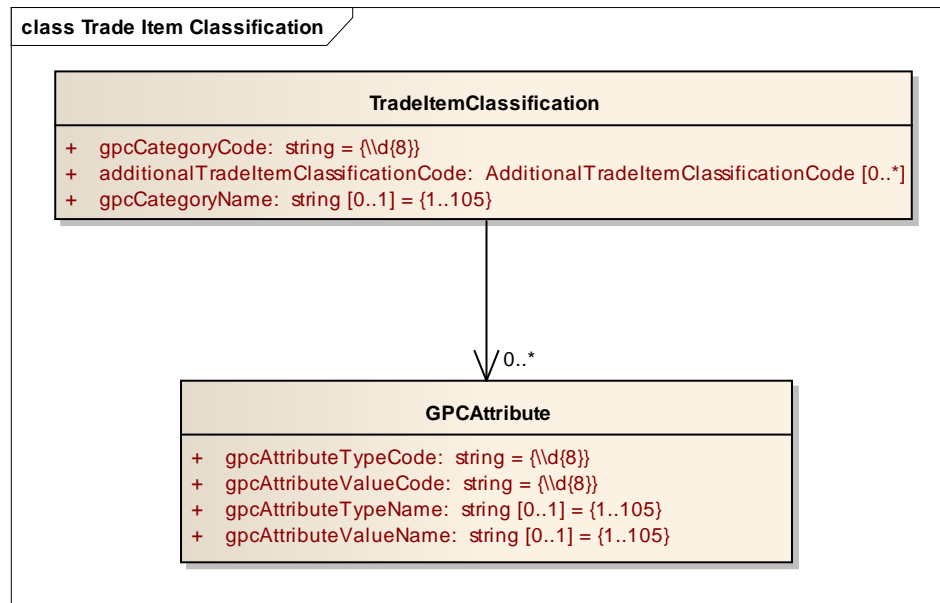 class Trade Item Classification
TradeItemClassification
+ gpcCategoryCode: string = {\\d{8}}
+ additionalTradeItemClassificationCode: AdditionalTradeItemClassificationCode [0..*]
+ gpcCategoryName: string [0..1] = {1..105}
0..*
GPCAttribute
+ gpcAttributeTypeCode: string = {\\d{8}}
+ gpcAttributeValueCode: string = {\\d{8}}
+ gpcAttributeTypeName: string [0..1] = {1..105}
+ gpcAttributeValueName: string [0..1] = {1..105}